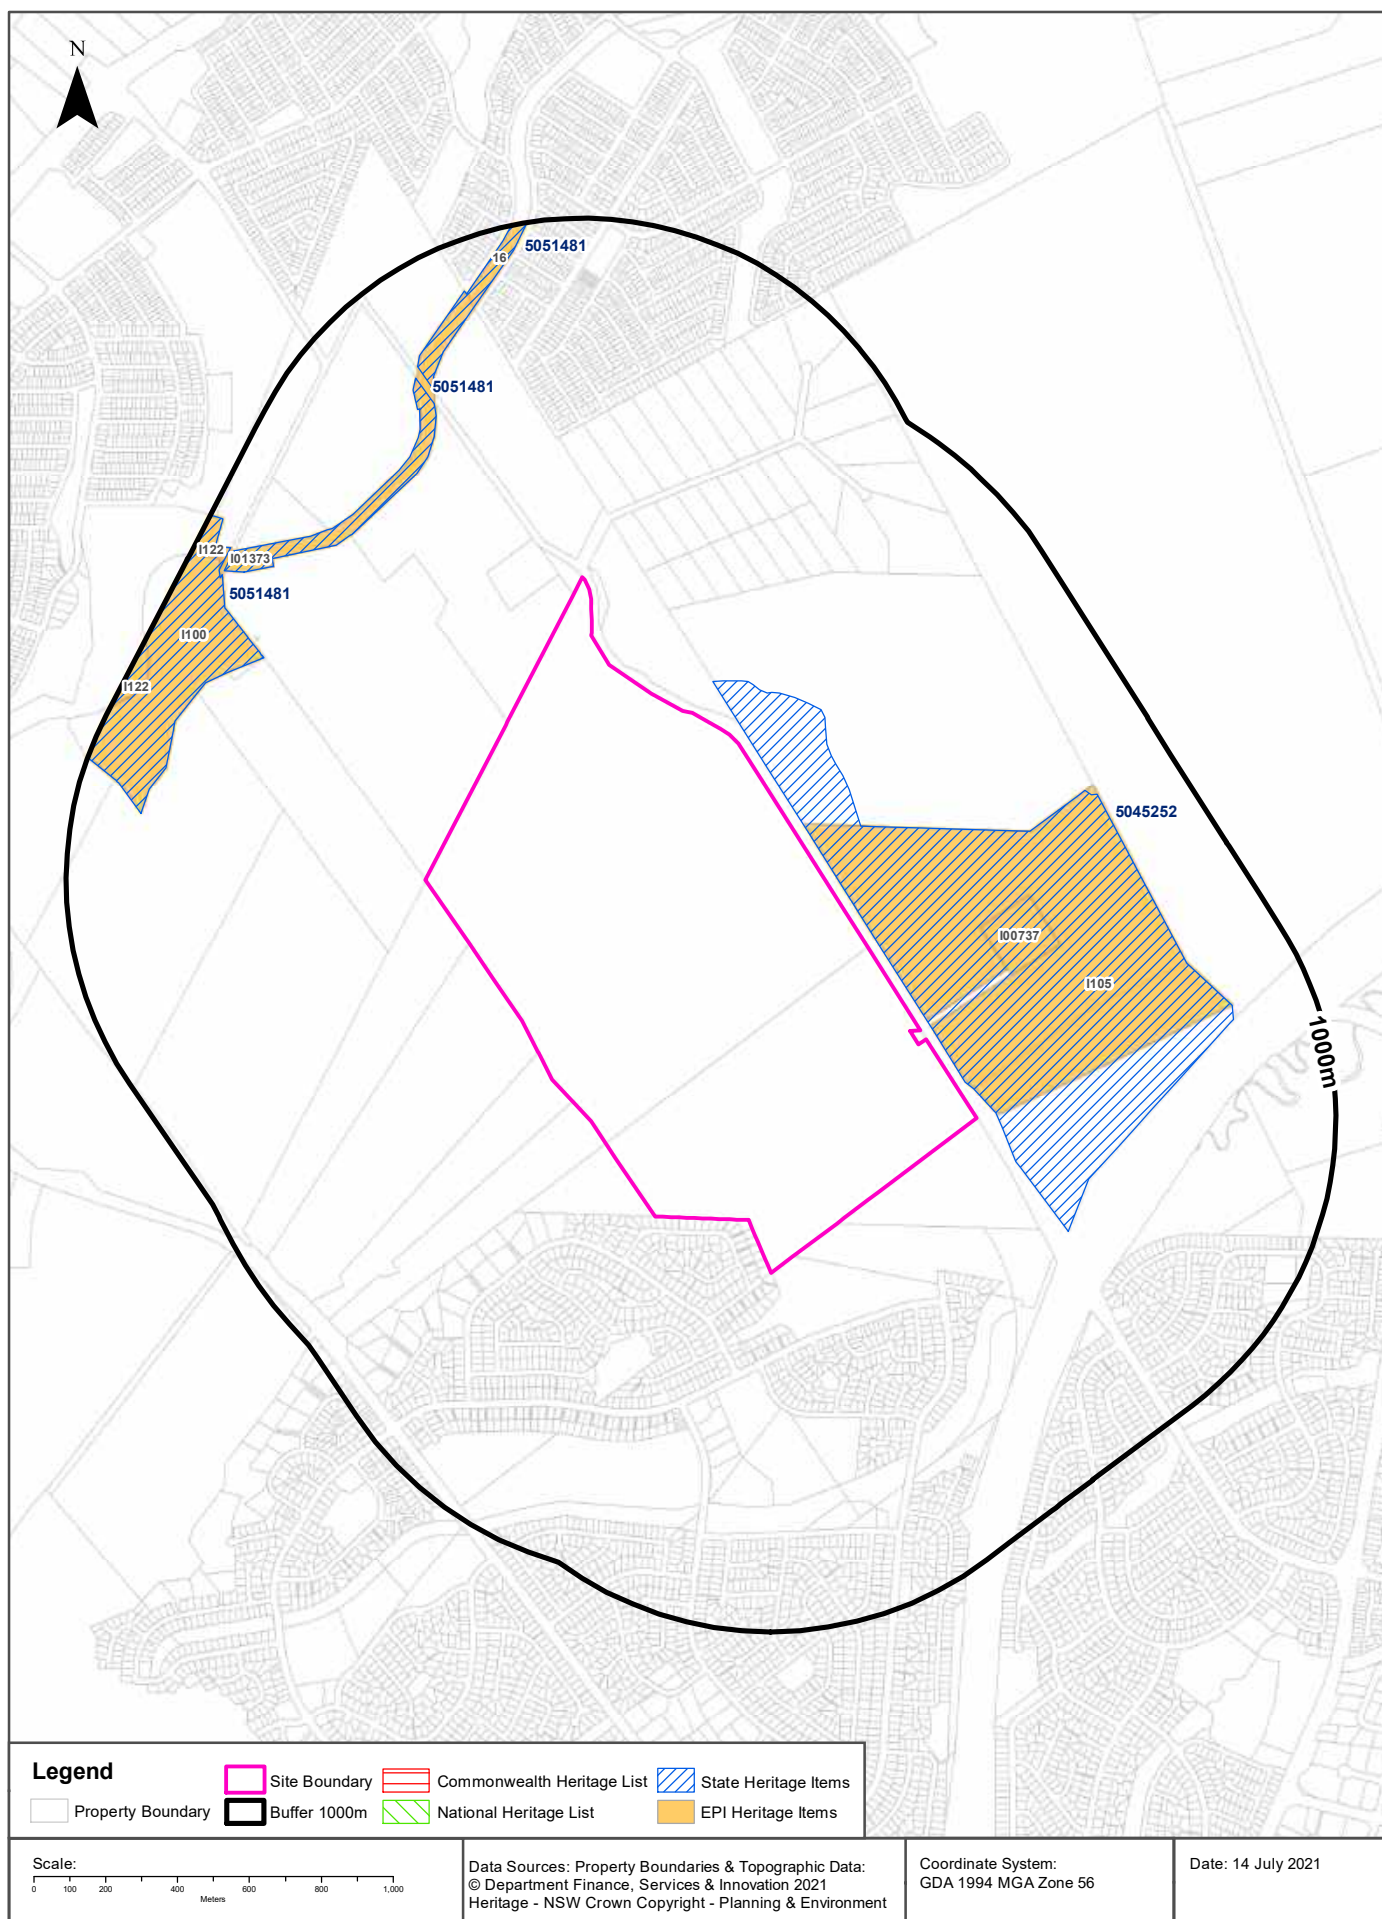 N
5051481
16
5051481
I122
I01373
5051481
I100
I122
5045252
I00737
I105
1000m
Legend
Property Boundary
Site Boundary
Buffer 1000m
Commonwealth Heritage List
National Heritage List
State Heritage Items
EPI Heritage Items
Scale:
0 100 200 400 600 800 1,000
Meters
Data Sources: Property Boundaries & Topographic Data:
© Department Finance, Services & Innovation 2021
Heritage - NSW Crown Copyright - Planning & Environment
Coordinate System:
GDA 1994 MGA Zone 56
Date: 14 July 2021